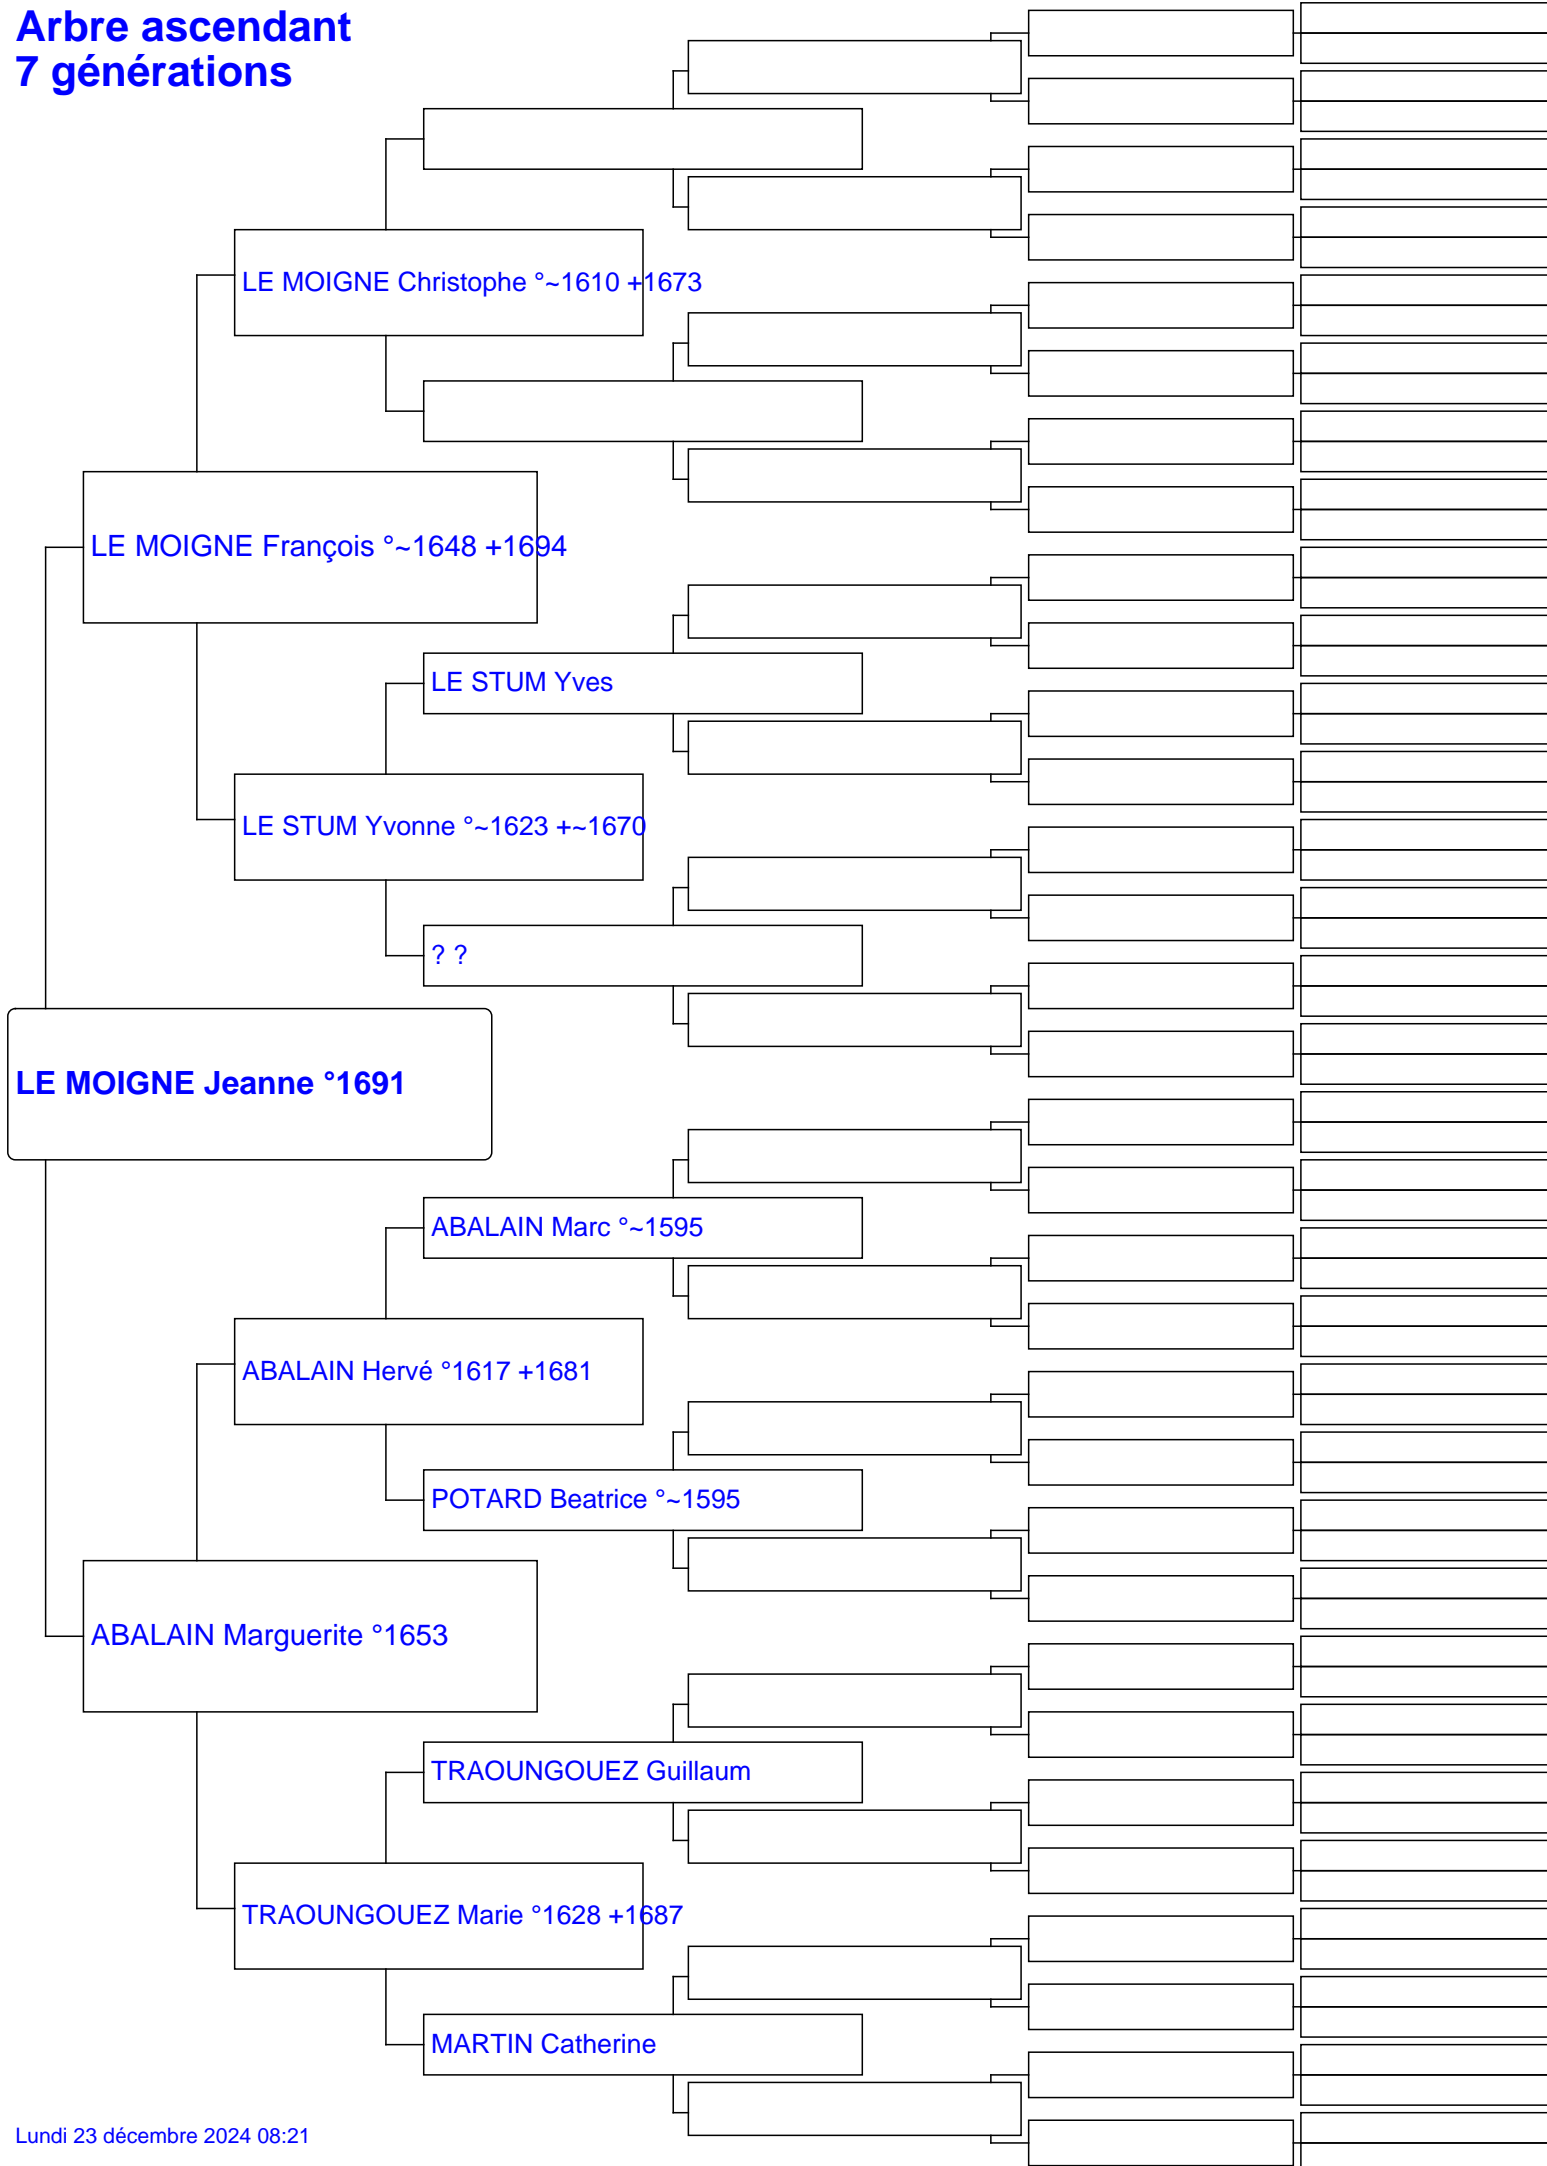 Arbre ascendant
7 générations
LE MOIGNE Christophe °~1610 +1673
LE MOIGNE François °~1648 +1694
LE STUM Yves
LE STUM Yvonne °~1623 +~1670
? ?
LE MOIGNE Jeanne °1691
ABALAIN Marc °~1595
ABALAIN Hervé °1617 +1681
POTARD Beatrice °~1595
ABALAIN Marguerite °1653
TRAOUNGOUEZ Guillaum
TRAOUNGOUEZ Marie °1628 +1687
MARTIN Catherine
Lundi 23 décembre 2024 08:21